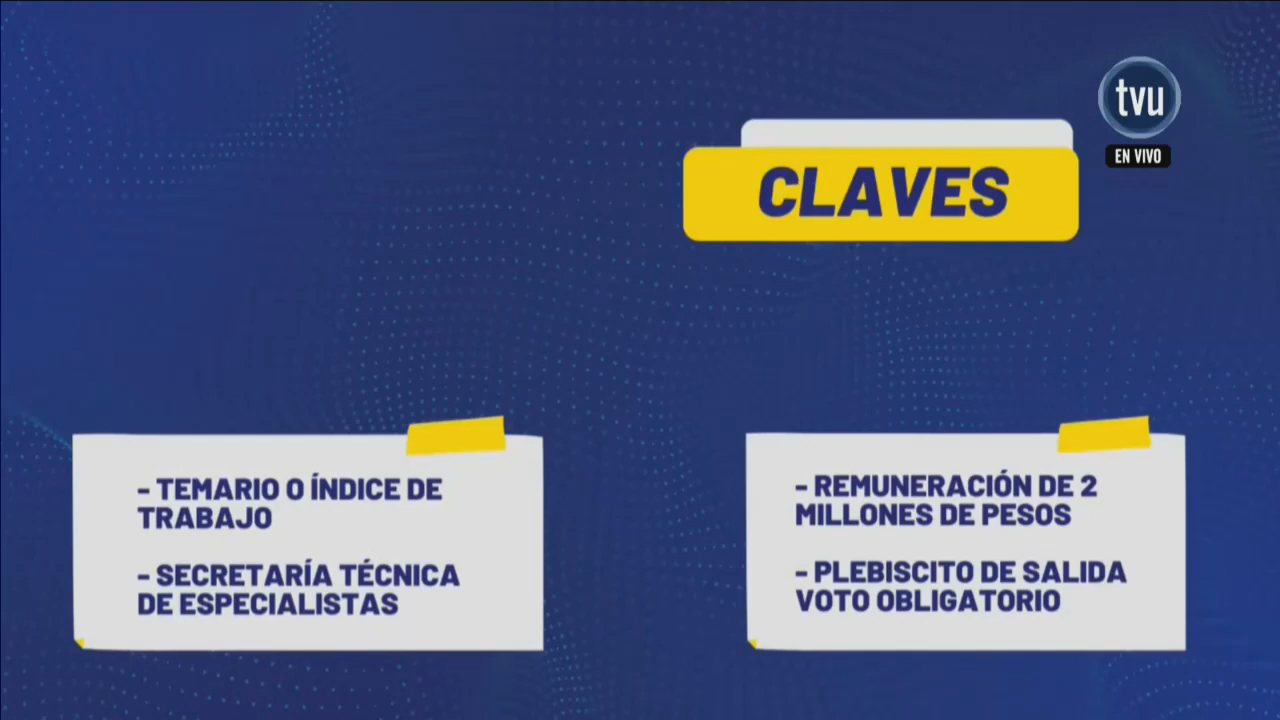 tvu
EN VIVO
CLAVES
- TEMARIO O ÍNDICE DE
TRABAJO
- SECRETARÍA TÉCNICA
DE ESPECIALISTAS
- REMUNERACIÓN DE 2
MILLONES DE PESOS
- PLEBISCITO DE SALIDA
VOTO OBLIGATORIO